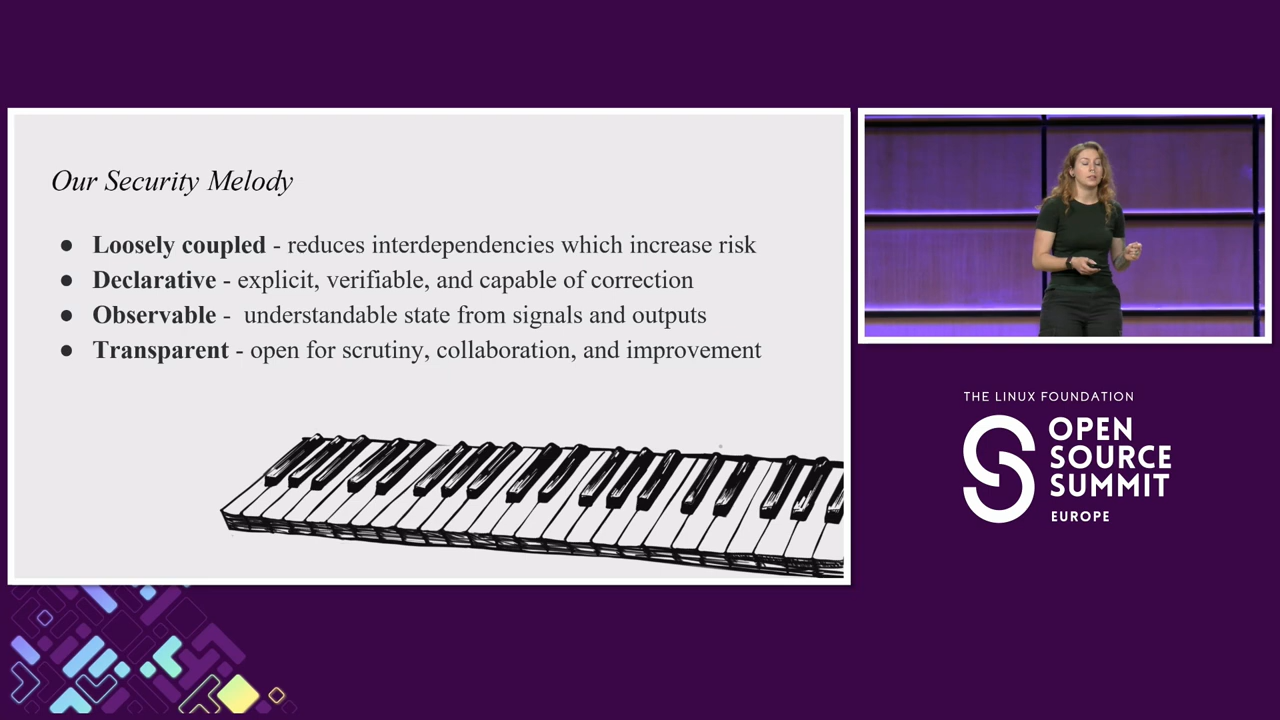 Our Security Melody
● Loosely coupled - reduces interdependencies which increase risk
● Declarative - explicit, verifiable, and capable of correction
● Observable - understandable state from signals and outputs
● Transparent - open for scrutiny, collaboration, and improvement
THE LINUX FOUNDATION
OPEN
SOURCE
SUMMIT
EUROPE